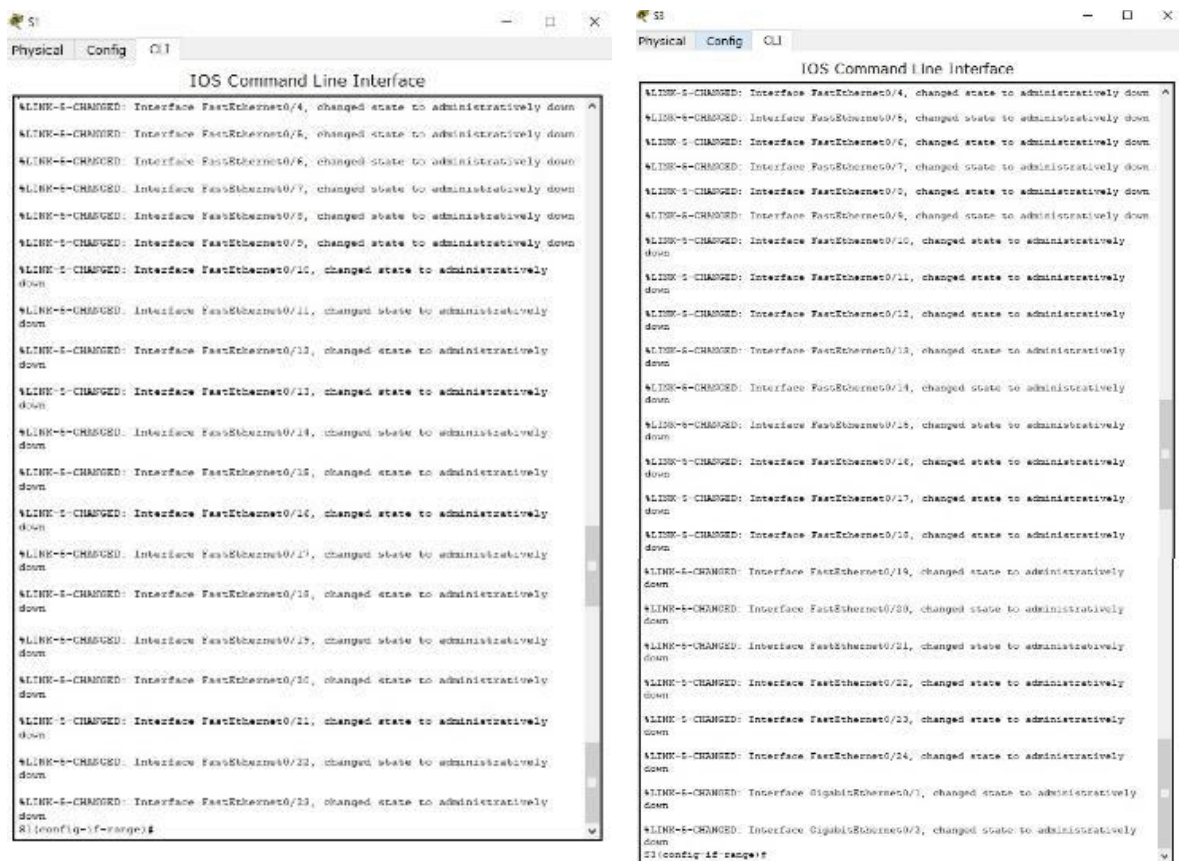 S1
Physical Config CLI
IOS Command Line Interface
%LINK-5-CHANGED: Interface FastEthernet0/4, changed state to administratively down
%LINK-5-CHANGED: Interface FastEthernet0/5, changed state to administratively down
%LINK-5-CHANGED: Interface FastEthernet0/6, changed state to administratively down
%LINK-5-CHANGED: Interface FastEthernet0/7, changed state to administratively down
%LINK-5-CHANGED: Interface FastEthernet0/8, changed state to administratively down
%LINK-5-CHANGED: Interface FastEthernet0/9, changed state to administratively down
%LINK-5-CHANGED: Interface FastEthernet0/10, changed state to administratively
down
%LINK-5-CHANGED: Interface FastEthernet0/11, changed state to administratively
down
%LINK-5-CHANGED: Interface FastEthernet0/12, changed state to administratively
down
%LINK-5-CHANGED: Interface FastEthernet0/13, changed state to administratively
down
%LINK-5-CHANGED: Interface FastEthernet0/14, changed state to administratively
down
%LINK-5-CHANGED: Interface FastEthernet0/15, changed state to administratively
down
%LINK-5-CHANGED: Interface FastEthernet0/16, changed state to administratively
down
%LINK-5-CHANGED: Interface FastEthernet0/17, changed state to administratively
down
%LINK-5-CHANGED: Interface FastEthernet0/18, changed state to administratively
down
%LINK-5-CHANGED: Interface FastEthernet0/19, changed state to administratively
down
%LINK-5-CHANGED: Interface FastEthernet0/20, changed state to administratively
down
%LINK-5-CHANGED: Interface FastEthernet0/21, changed state to administratively
down
%LINK-5-CHANGED: Interface FastEthernet0/22, changed state to administratively
down
%LINK-5-CHANGED: Interface FastEthernet0/23, changed state to administratively
down
S1(config-if-range)#
S3
Physical Config CLI
IOS Command Line Interface
%LINK-5-CHANGED: Interface FastEthernet0/4, changed state to administratively down
%LINK-5-CHANGED: Interface FastEthernet0/5, changed state to administratively down
%LINK-5-CHANGED: Interface FastEthernet0/6, changed state to administratively down
%LINK-5-CHANGED: Interface FastEthernet0/7, changed state to administratively down
%LINK-5-CHANGED: Interface FastEthernet0/8, changed state to administratively down
%LINK-5-CHANGED: Interface FastEthernet0/9, changed state to administratively down
%LINK-5-CHANGED: Interface FastEthernet0/10, changed state to administratively
down
%LINK-5-CHANGED: Interface FastEthernet0/11, changed state to administratively
down
%LINK-5-CHANGED: Interface FastEthernet0/12, changed state to administratively
down
%LINK-5-CHANGED: Interface FastEthernet0/13, changed state to administratively
down
%LINK-5-CHANGED: Interface FastEthernet0/14, changed state to administratively
down
%LINK-5-CHANGED: Interface FastEthernet0/15, changed state to administratively
down
%LINK-5-CHANGED: Interface FastEthernet0/16, changed state to administratively
down
%LINK-5-CHANGED: Interface FastEthernet0/17, changed state to administratively
down
%LINK-5-CHANGED: Interface FastEthernet0/18, changed state to administratively
down
%LINK-5-CHANGED: Interface FastEthernet0/19, changed state to administratively
down
%LINK-5-CHANGED: Interface FastEthernet0/20, changed state to administratively
down
%LINK-5-CHANGED: Interface FastEthernet0/21, changed state to administratively
down
%LINK-5-CHANGED: Interface FastEthernet0/22, changed state to administratively
down
%LINK-5-CHANGED: Interface FastEthernet0/23, changed state to administratively
down
%LINK-5-CHANGED: Interface FastEthernet0/24, changed state to administratively
down
%LINK-5-CHANGED: Interface GigabitEthernet0/1, changed state to administratively
down
%LINK-5-CHANGED: Interface GigabitEthernet0/2, changed state to administratively
down
S3(config-if-range)#